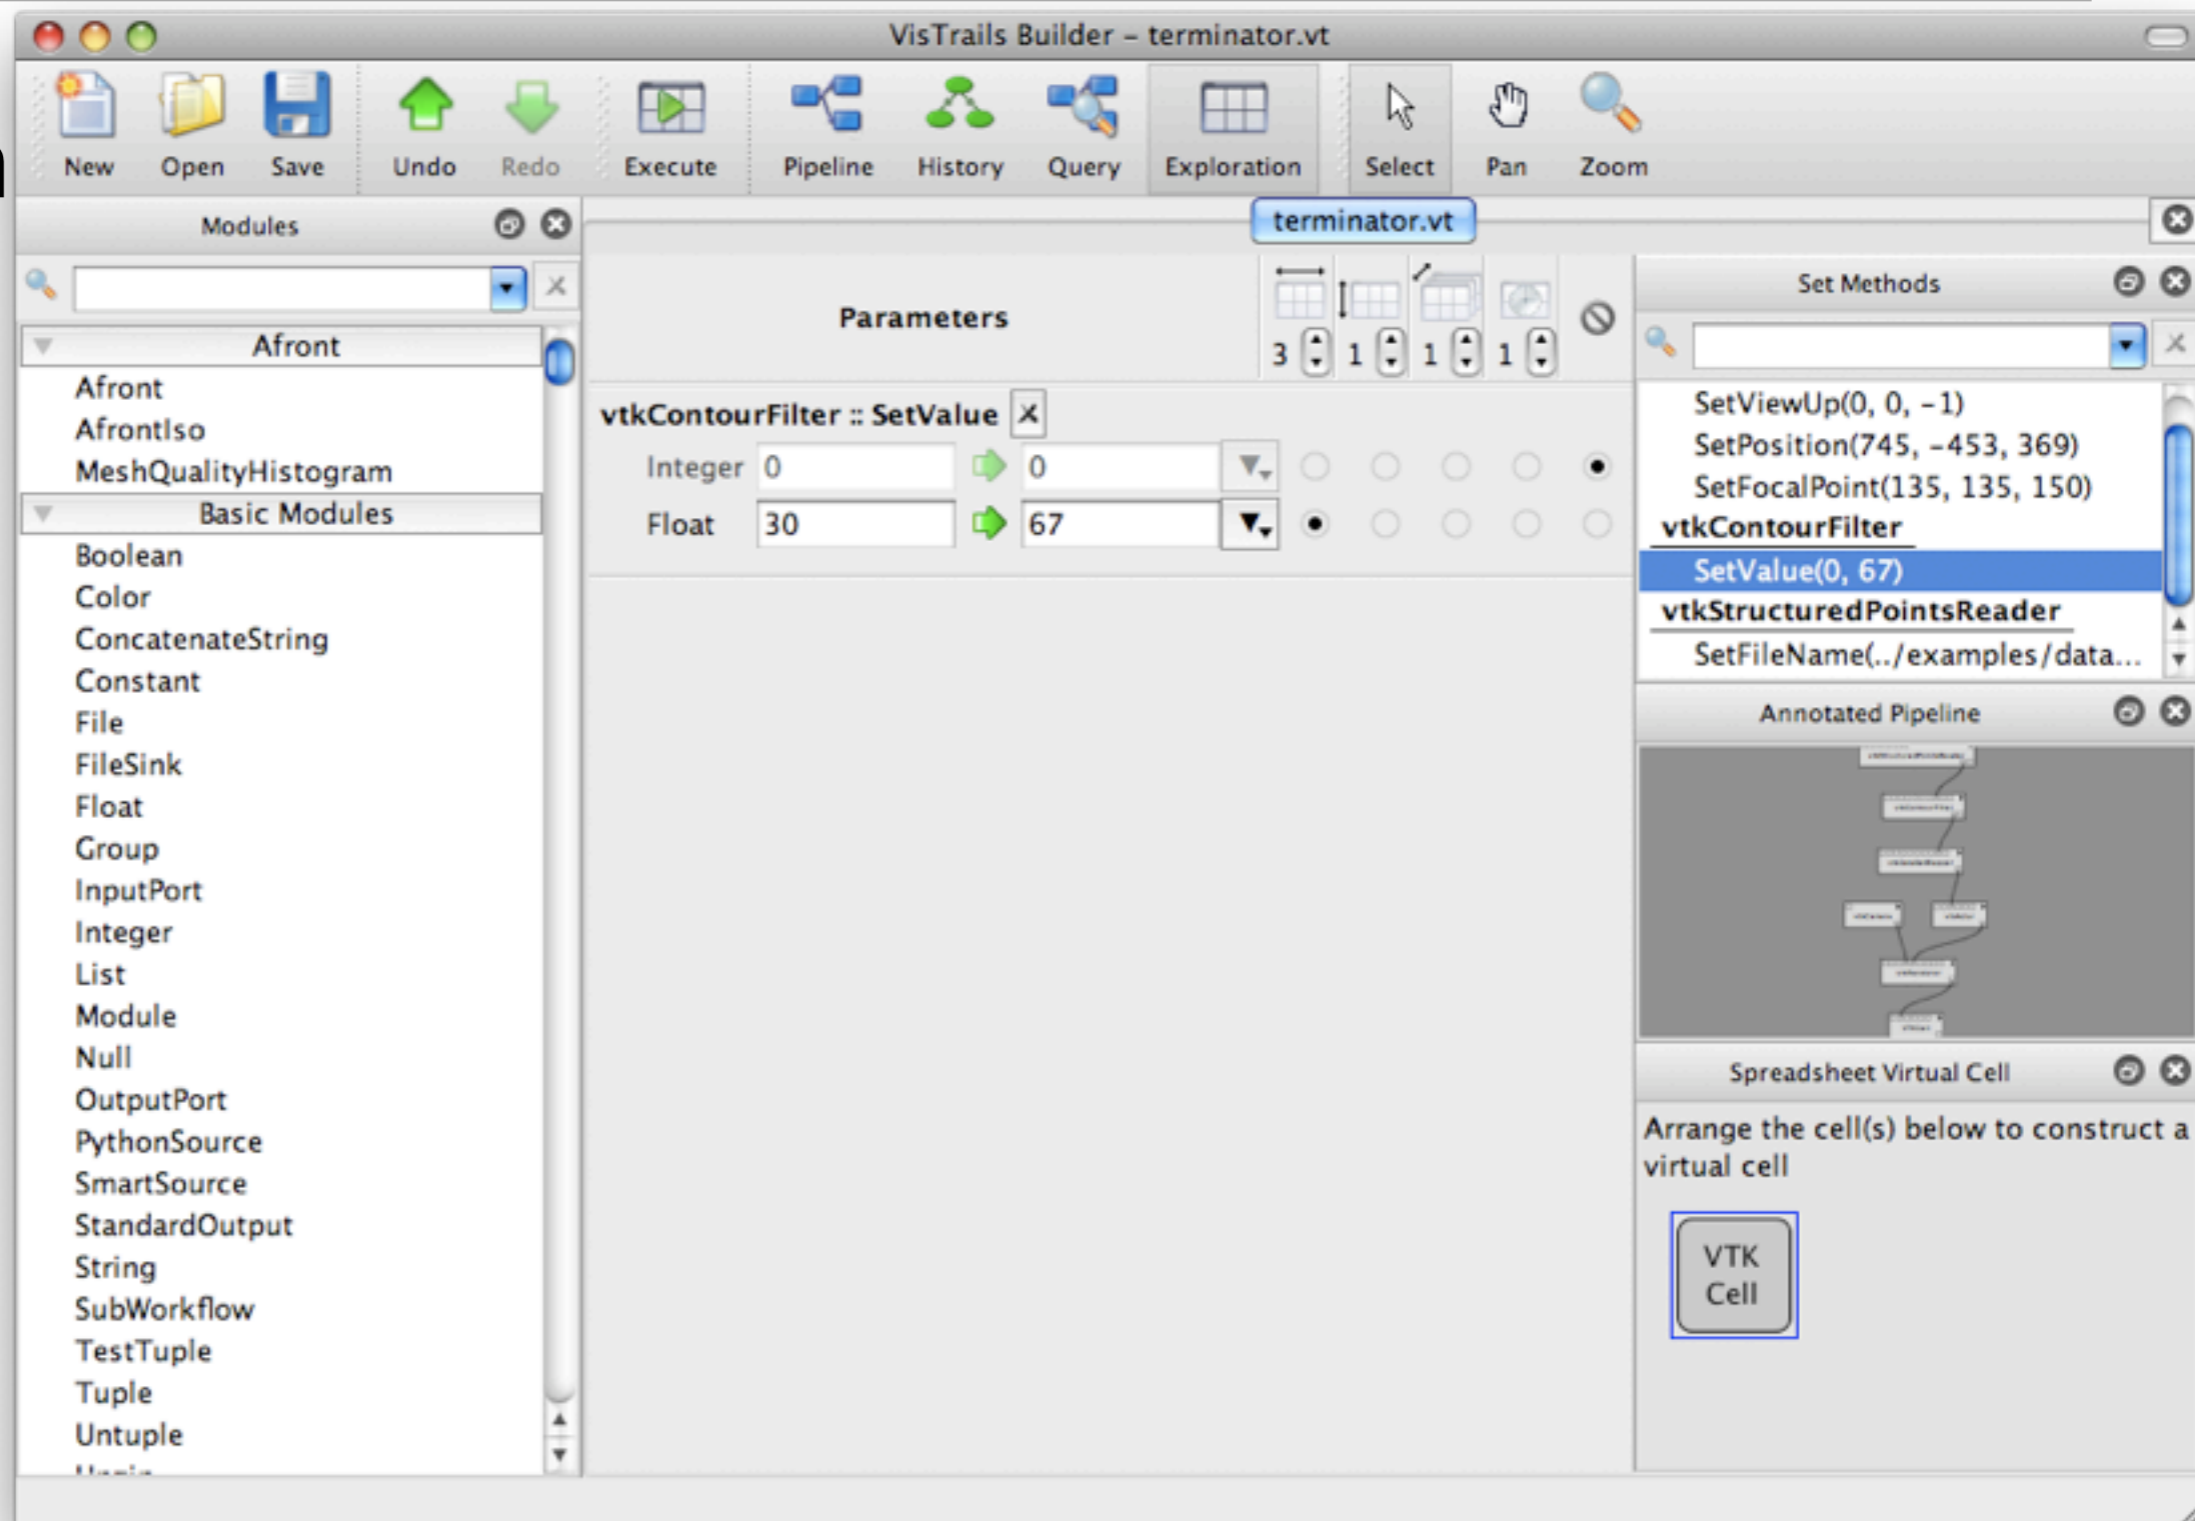 VisTrails Builder – terminator.vt
New Open Save Undo Redo Execute Pipeline History Query Exploration Select Pan Zoom
Modules
Afront
Afront
AfrontIso
MeshQualityHistogram
Basic Modules
Boolean
Color
ConcatenateString
Constant
File
FileSink
Float
Group
InputPort
Integer
List
Module
Null
OutputPort
PythonSource
SmartSource
StandardOutput
String
SubWorkflow
TestTuple
Tuple
Untuple
terminator.vt
Parameters
3 1 1 1
vtkContourFilter :: SetValue
Integer 0 0
Float 30 67
Set Methods
SetViewUp(0, 0, -1)
SetPosition(745, -453, 369)
SetFocalPoint(135, 135, 150)
vtkContourFilter
SetValue(0, 67)
vtkStructuredPointsReader
SetFileName(../examples/data...
Annotated Pipeline
Spreadsheet Virtual Cell
Arrange the cell(s) below to construct a
virtual cell
VTK
Cell